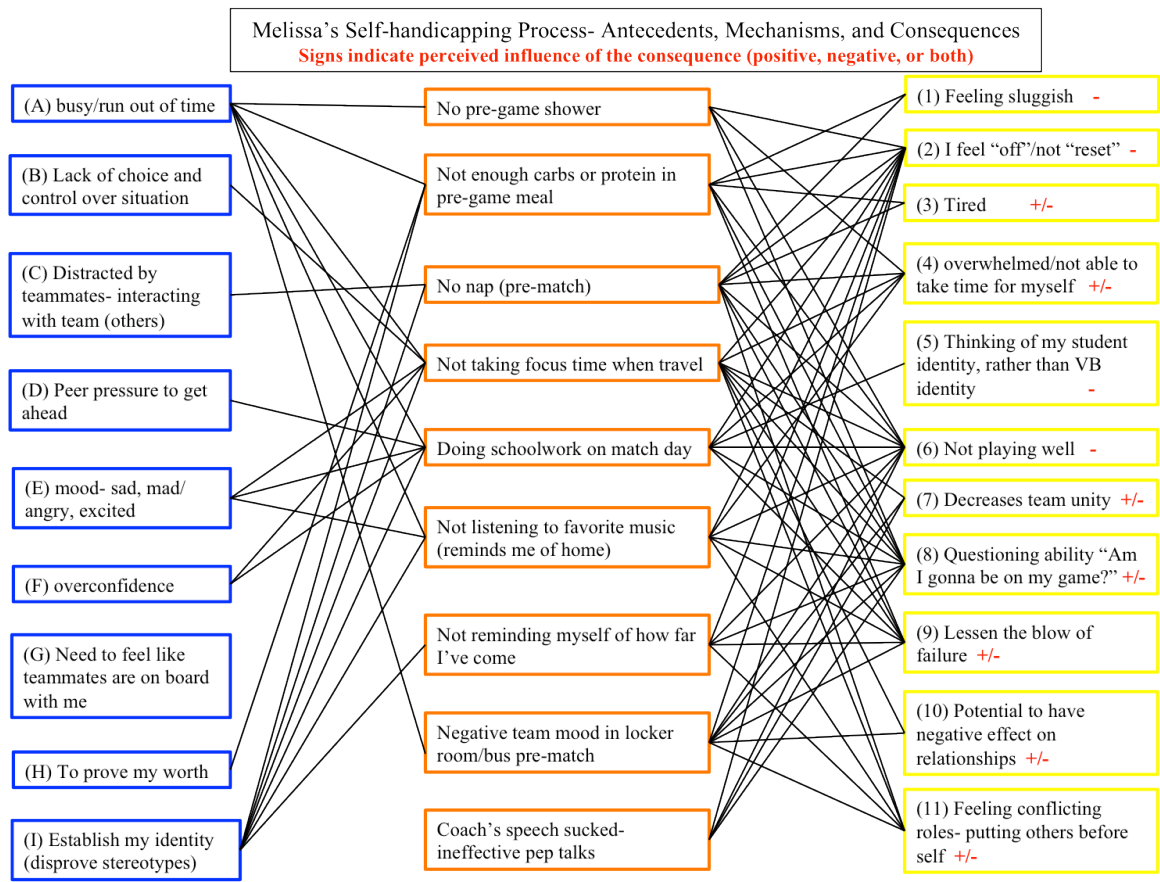 Melissa's Self-handicapping Process- Antecedents, Mechanisms, and Consequences
Signs indicate perceived influence of the consequence (positive, negative, or both)
(A) busy/run out of time
(B) Lack of choice and
control over situation
(C) Distracted by
teammates- interacting
with team (others)
(D) Peer pressure to get
ahead
(E) mood- sad, mad/
angry, excited
(F) overconfidence
(G) Need to feel like
teammates are on board
with me
(H) To prove my worth
(I) Establish my identity
(disprove stereotypes)
No pre-game shower
Not enough carbs or protein in
pre-game meal
No nap (pre-match)
Not taking focus time when travel
Doing schoolwork on match day
Not listening to favorite music
(reminds me of home)
Not reminding myself of how far
I've come
Negative team mood in locker
room/bus pre-match
Coach's speech sucked-
ineffective pep talks
(1) Feeling sluggish -
(2) I feel "off"/not "reset" -
(3) Tired +/-
(4) overwhelmed/not able to
take time for myself +/-
(5) Thinking of my student
identity, rather than VB
identity -
(6) Not playing well -
(7) Decreases team unity +/-
(8) Questioning ability "Am
I gonna be on my game?" +/-
(9) Lessen the blow of
failure +/-
(10) Potential to have
negative effect on
relationships +/-
(11) Feeling conflicting
roles- putting others before
self +/-